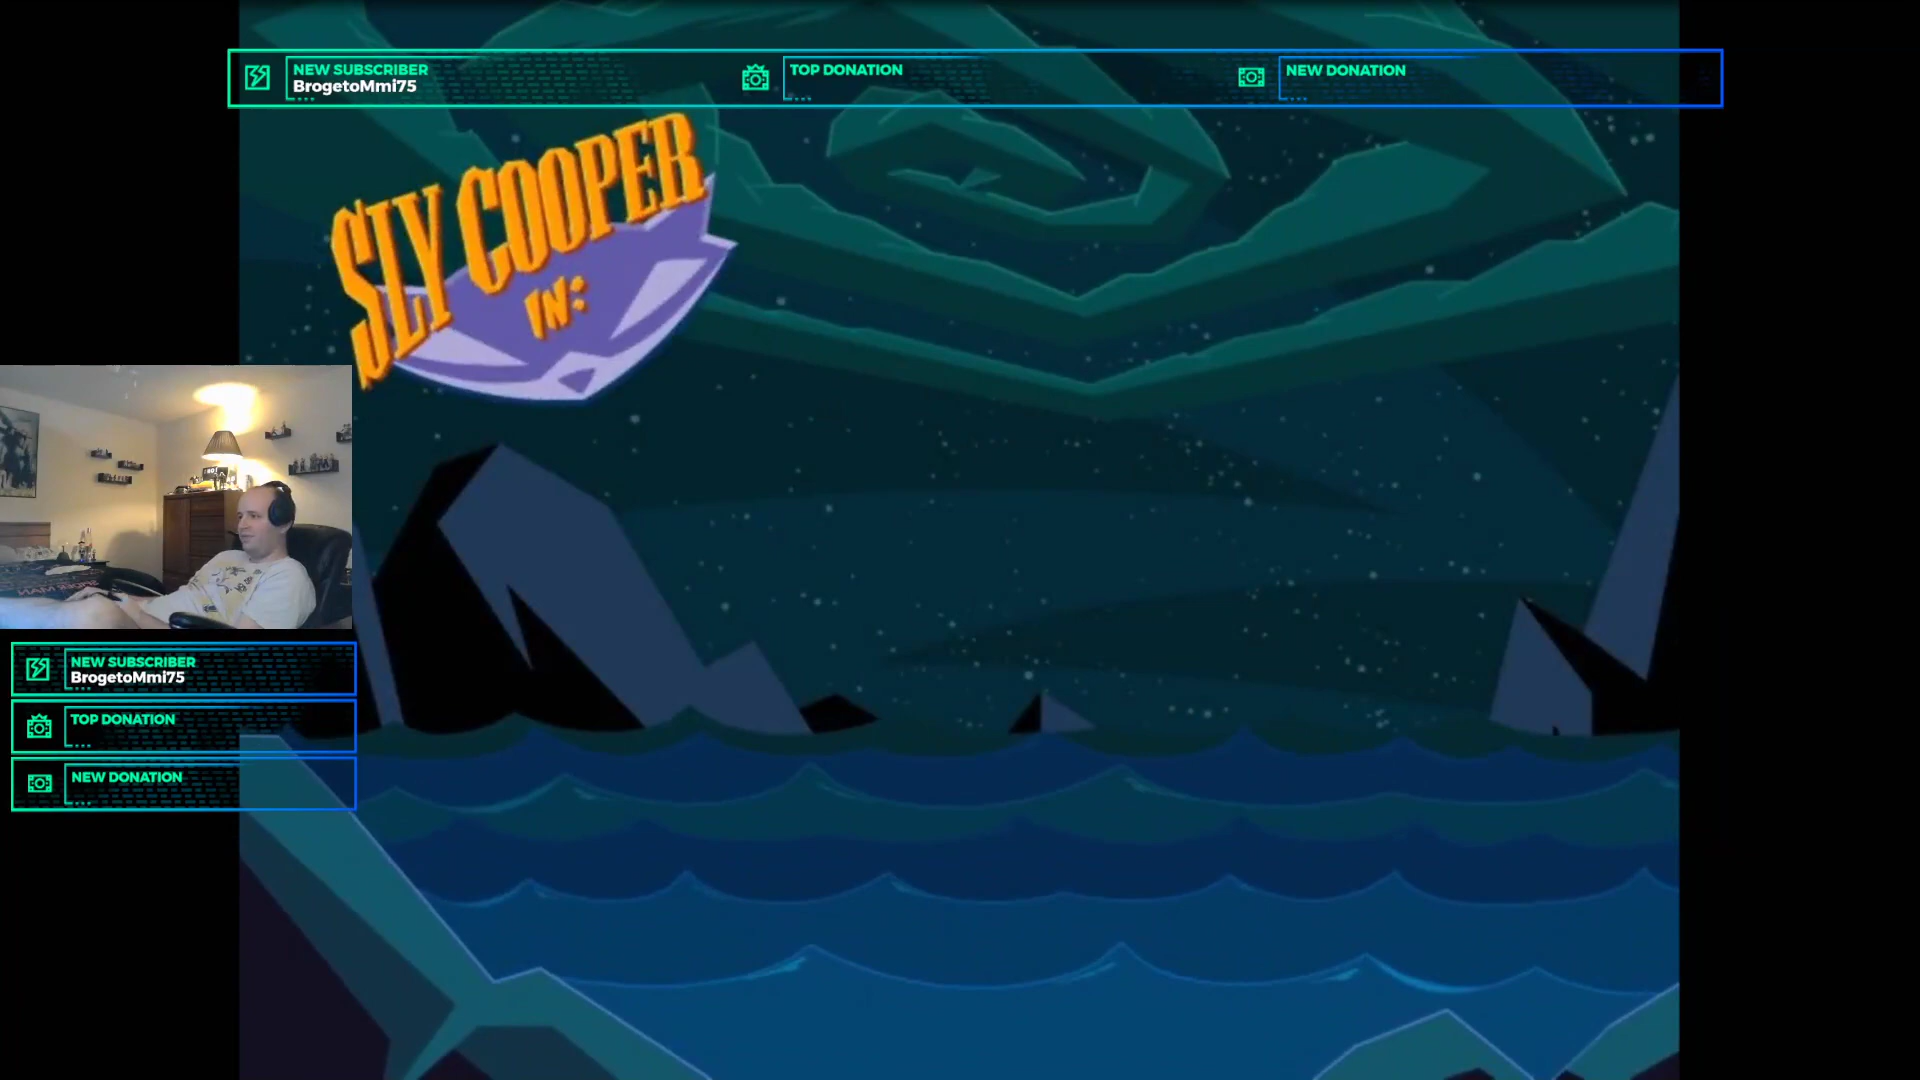 NEW SUBSCRIBER
BrogetoMmi75
TOP DONATION
NEW DONATION
SLY COOPER
IN:
NEW SUBSCRIBER
BrogetoMmi75
TOP DONATION
NEW DONATION